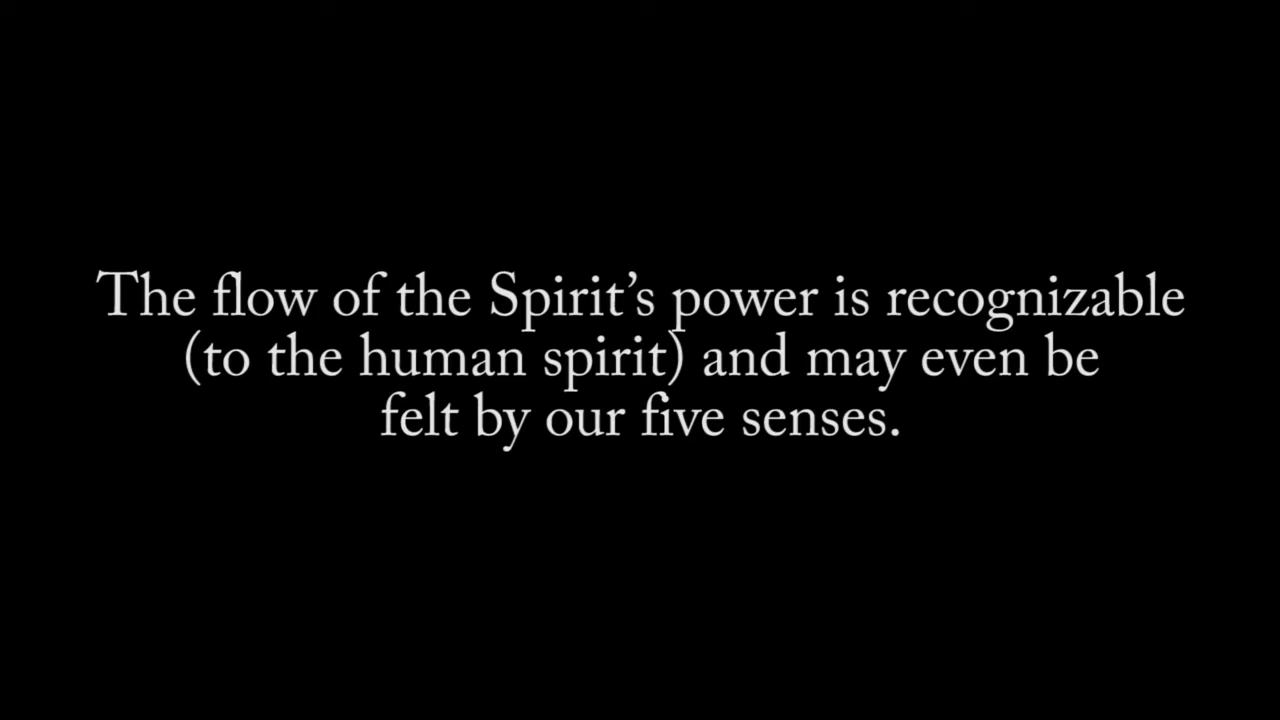 The flow of the Spirit’s power is recognizable
(to the human spirit) and may even be
felt by our five senses.